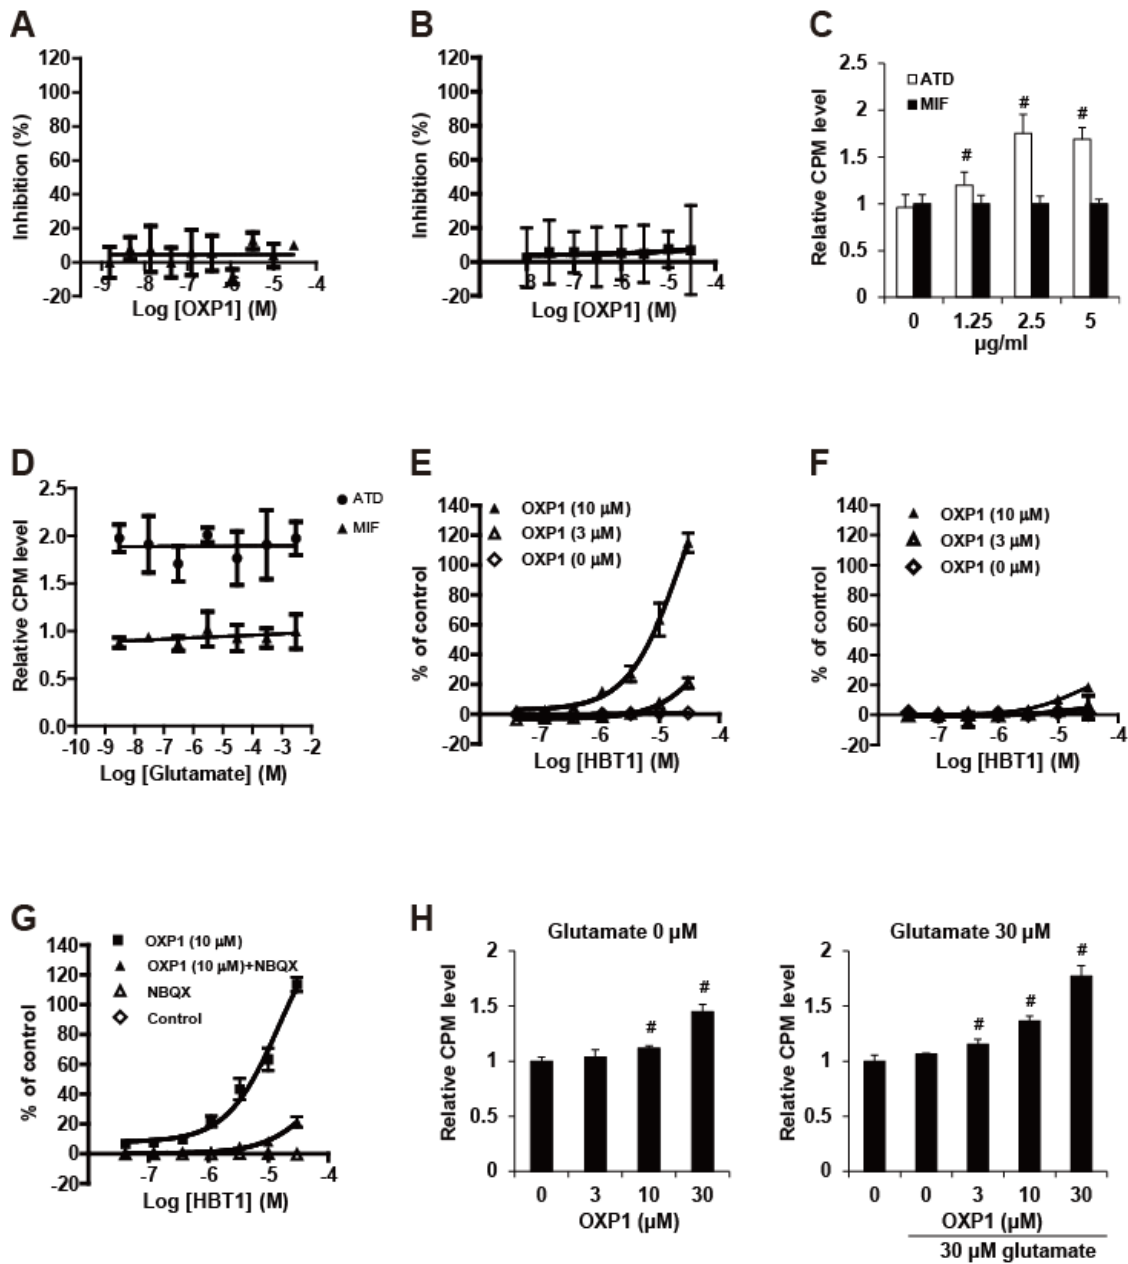 A
120
100
80
60
40
20
0
-20
Inhibition (%)
-9 -8 -7 -6 -5 -4
Log [OXP1] (M)
B
120
100
80
60
40
20
0
-20
Inhibition (%)
-8 -7 -6 -5 -4
Log [OXP1] (M)
C
2.5
2
1.5
1
0.5
0
Relative CPM level
ATD
MIF
# # #
0 1.25 2.5 5
µg/ml
D
2.5
2.0
1.5
1.0
0.5
0.0
Relative CPM level
ATD
MIF
-10 -9 -8 -7 -6 -5 -4 -3 -2
Log [Glutamate] (M)
E
140
120
100
80
60
40
20
0
-20
% of control
OXP1 (10 µM)
OXP1 (3 µM)
OXP1 (0 µM)
-7 -6 -5 -4
Log [HBT1] (M)
F
140
120
100
80
60
40
20
0
-20
% of control
OXP1 (10 µM)
OXP1 (3 µM)
OXP1 (0 µM)
-7 -6 -5 -4
Log [HBT1] (M)
G
140
120
100
80
60
40
20
0
-20
% of control
OXP1 (10 µM)
OXP1 (10 µM)+NBQX
NBQX
Control
-7 -6 -5 -4
Log [HBT1] (M)
H
Glutamate 0 µM
2
1.5
1
0.5
0
Relative CPM level
# #
0 3 10 30
OXP1 (µM)
Glutamate 30 µM
2
1.5
1
0.5
0
Relative CPM level
# # #
0 0 3 10 30
OXP1 (µM)
30 µM glutamate